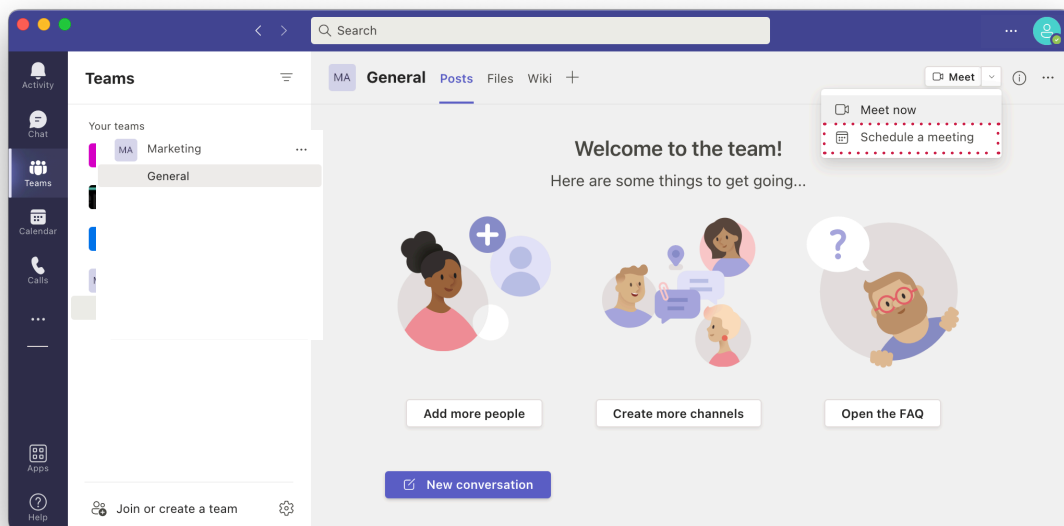 Search
Activity
Chat
Teams
Calendar
Calls
Apps
Help
Teams
Your teams
MA Marketing
General
Join or create a team
MA General Posts Files Wiki
Meet
Meet now
Schedule a meeting
Welcome to the team!
Here are some things to get going...
?
Add more people
Create more channels
Open the FAQ
New conversation